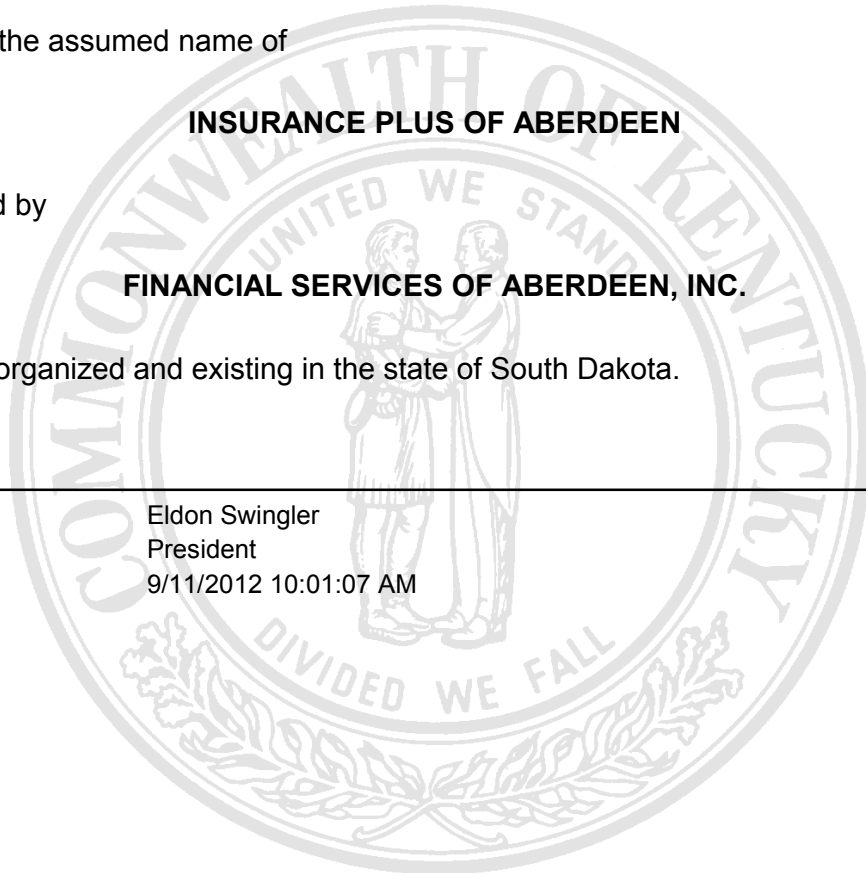 the assumed name of
INSURANCE PLUS OF ABERDEEN
d by
FINANCIAL SERVICES OF ABERDEEN, INC.
organized and existing in the state of South Dakota.
Eldon Swingler
President
9/11/2012 10:01:07 AM
COMMONWEALTH OF KENTUCKY
UNITED WE STAND
DIVIDED WE FALL